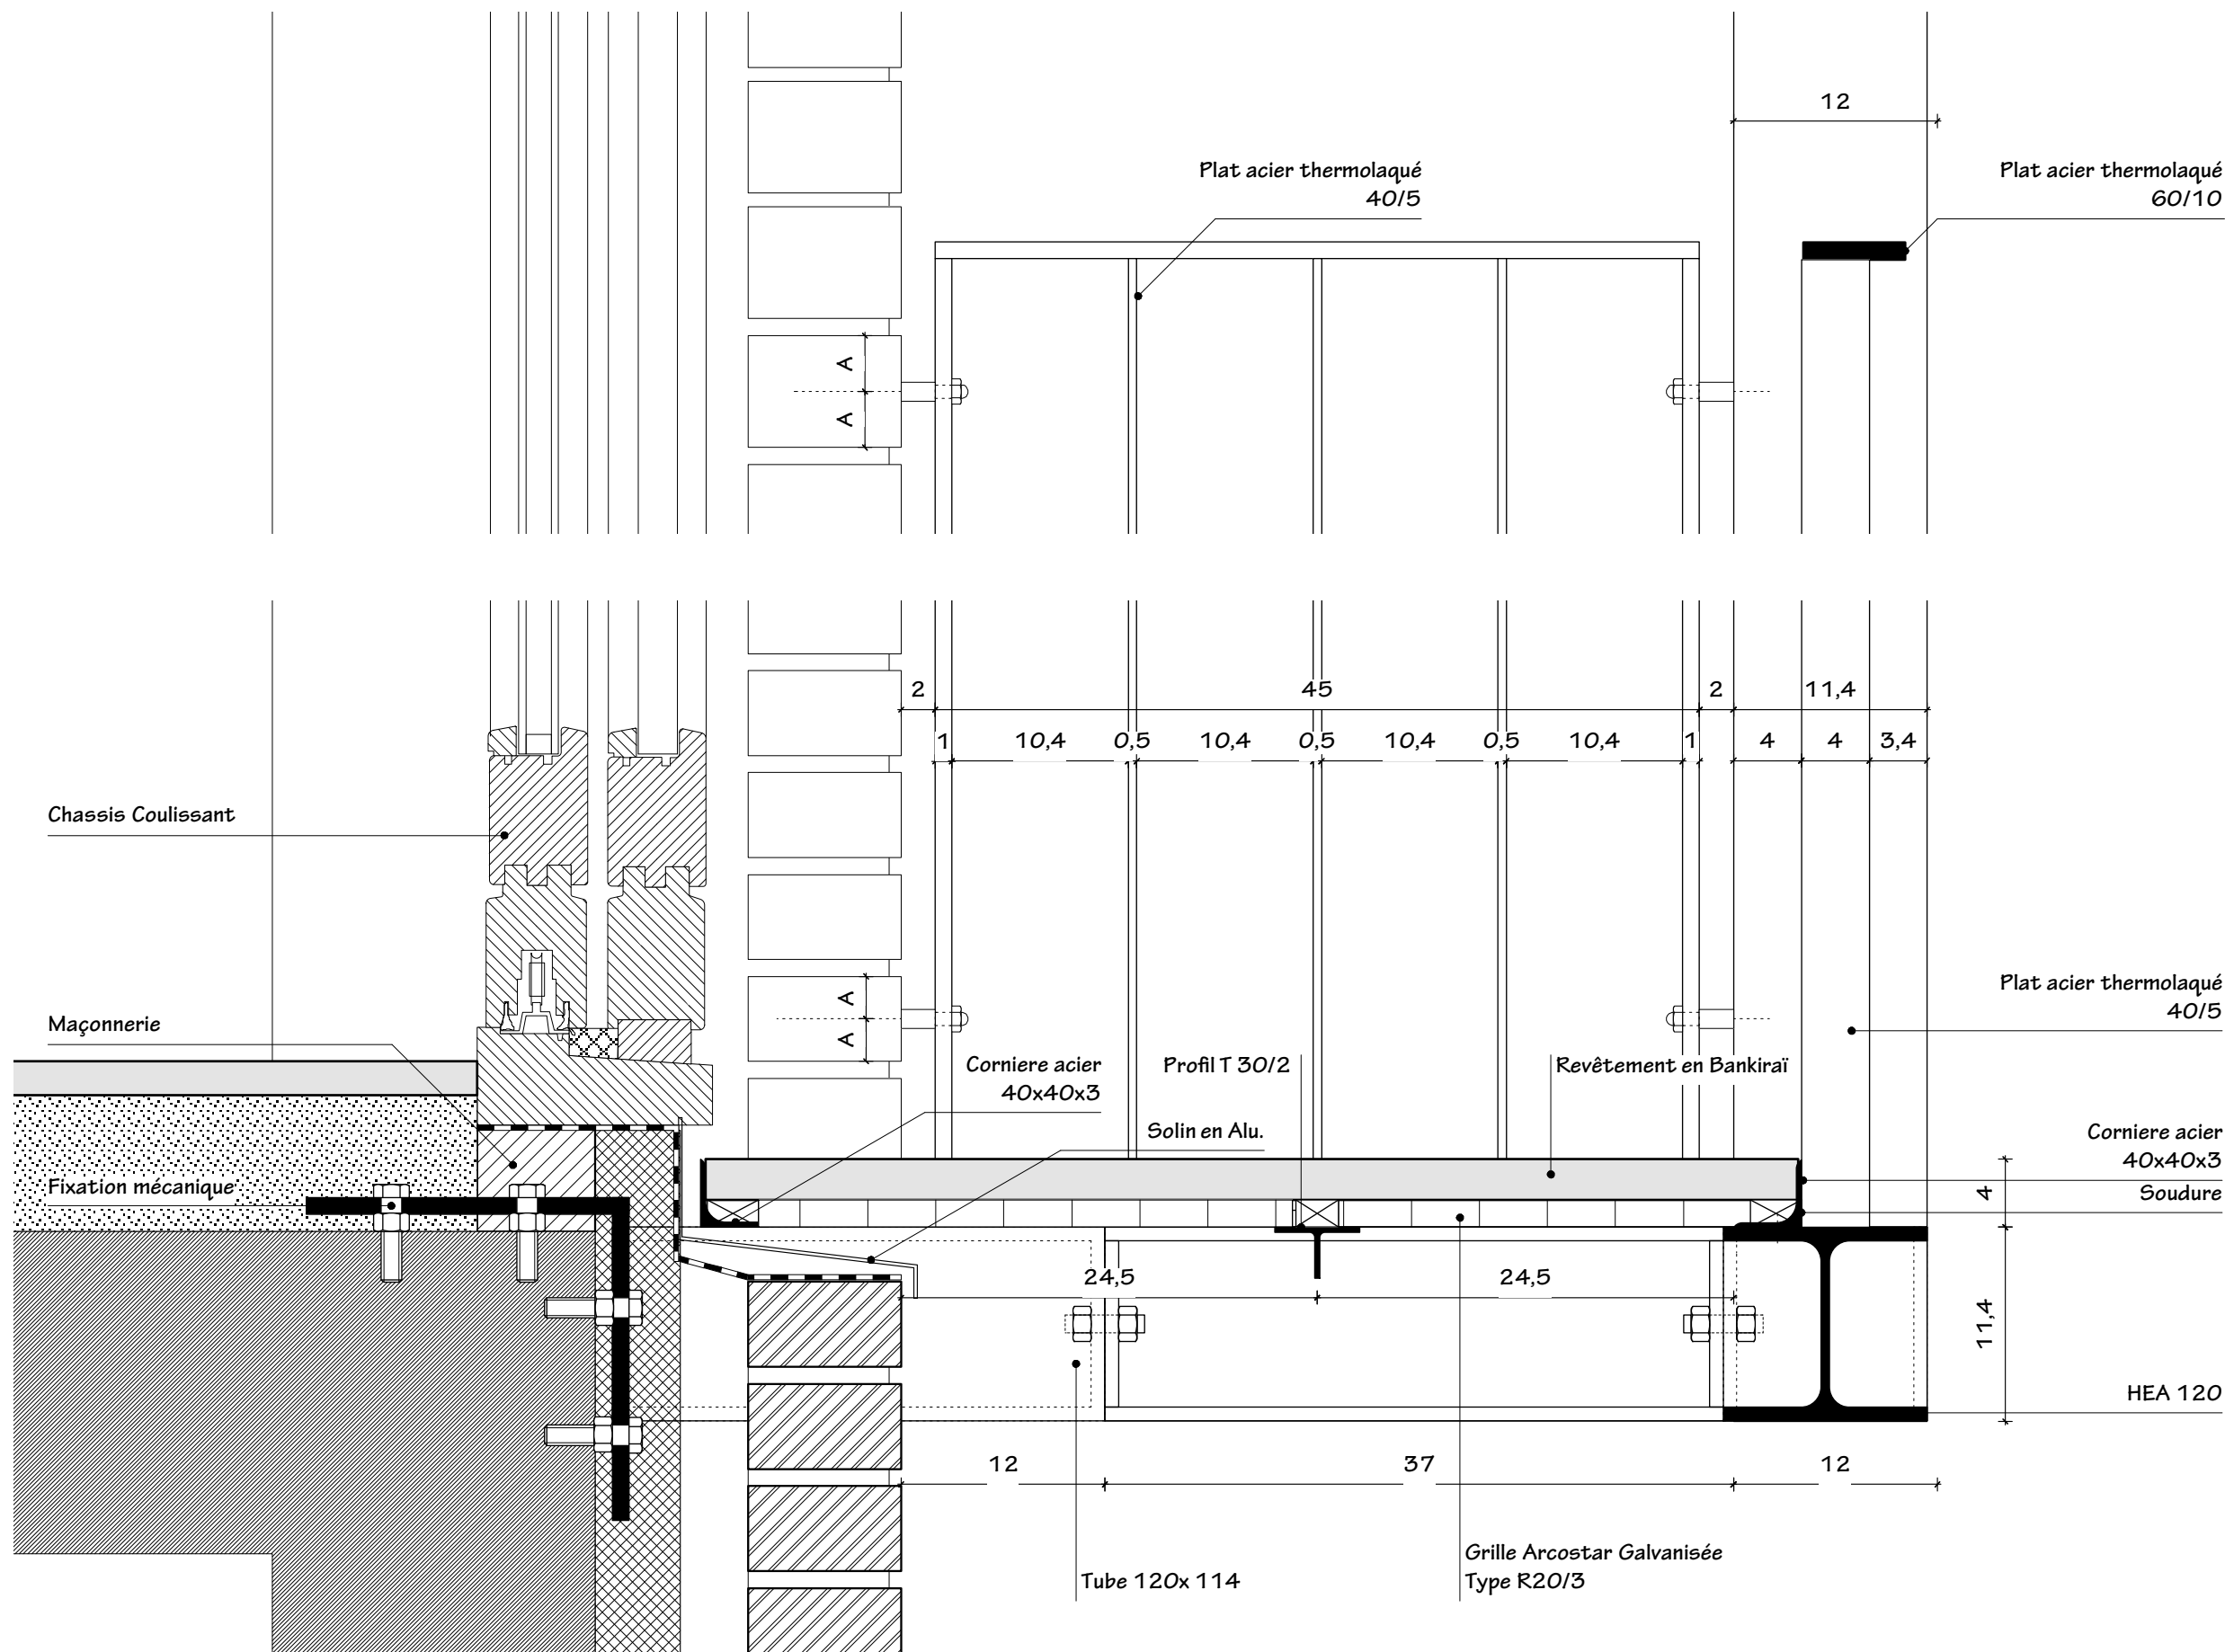 12
Plat acier thermolaqué
40/5
Plat acier thermolaqué
60/10
A
A
2
45
2
11,4
1
10,4
0,5
10,4
0,5
10,4
0,5
10,4
1
4
4
3,4
Chassis Coulissant
Maçonnerie
Fixation mécanique
A
A
Corniere acier
40x40x3
Profil T 30/2
Solin en Alu.
Revêtement en Bankiraï
Plat acier thermolaqué
40/5
Corniere acier
40x40x3
Soudure
4
24,5
24,5
11,4
HEA 120
12
37
12
Tube 120x 114
Grille Arcostar Galvanisée
Type R20/3